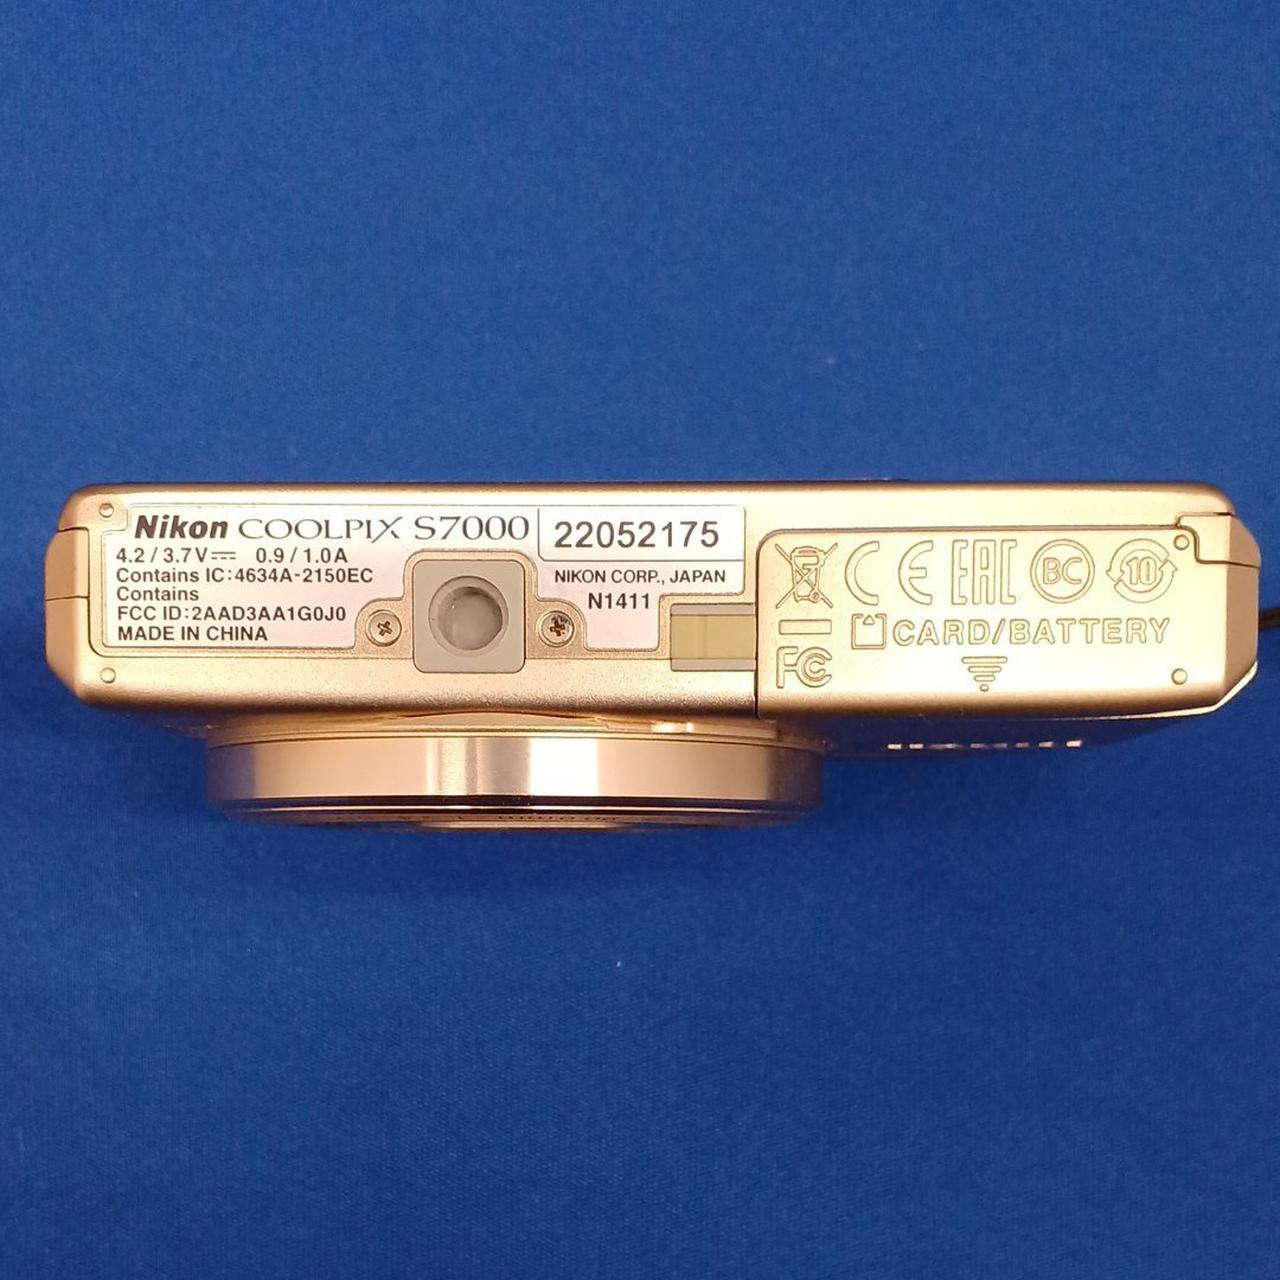 Nikon COOLPIX S7000
22052175
4.2 / 3.7V⎓ 0.9 / 1.0A
Contains IC:4634A-2150EC
Contains
FCC ID:2AAD3AA1G0J0
MADE IN CHINA
NIKON CORP., JAPAN
N1411
CE EAC BC 10
CARD/BATTERY
FC